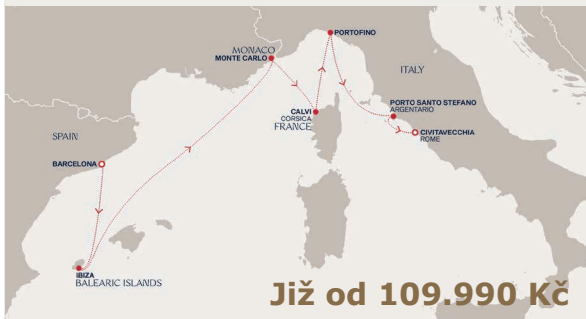 PORTOFINO
MONACO
MONTE CARLO
ITALY
PORTO SANTO STEFANO
ARGENTARIO
CALVI
CORSICA
FRANCE
CIVITAVECCHIA
ROME
SPAIN
BARCELONA
IBIZA
BALEARIC ISLANDS
Již od 109.990 Kč